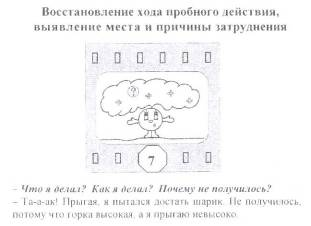 Восстановление хода пробного действия,
выявление места и причины затруднения
?
7
– Что я делал? Как я делал? Почему не получилось?
– Та-а-ак! Прыгая, я пытался достать шарик. Не получилось,
потому что горка высокая, а я прыгаю невысоко.